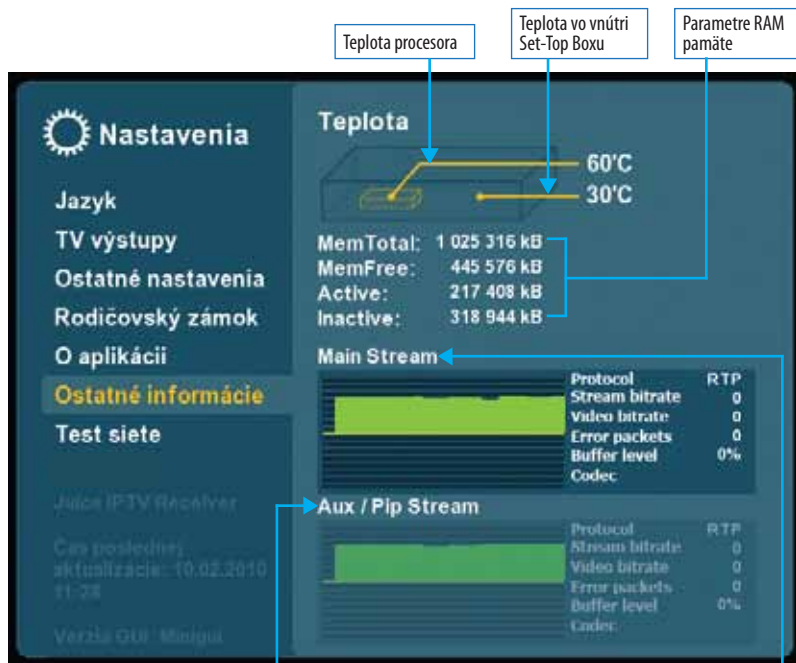 Teplota procesora
Teplota vo vnútri
Set-Top Boxu
Parametre RAM
pamäte
Nastavenia
Jazyk
TV výstupy
Ostatné nastavenia
Rodičovský zámok
O aplikácii
Ostatné informácie
Test siete
Juice IPTV Receiver
Čas poslednej
aktualizácie: 10.02.2010
11:28
Verzia GUI: Minigui
Teplota
60'C
30'C
MemTotal: 1 025 316 kB
MemFree: 445 576 kB
Active: 217 408 kB
Inactive: 318 944 kB
Main Stream
Protocol RTP
Stream bitrate 0
Video bitrate 0
Error packets 0
Buffer level 0%
Codec
Aux / Pip Stream
Protocol RTP
Stream bitrate 0
Video bitrate 0
Error packets 0
Buffer level 0%
Codec